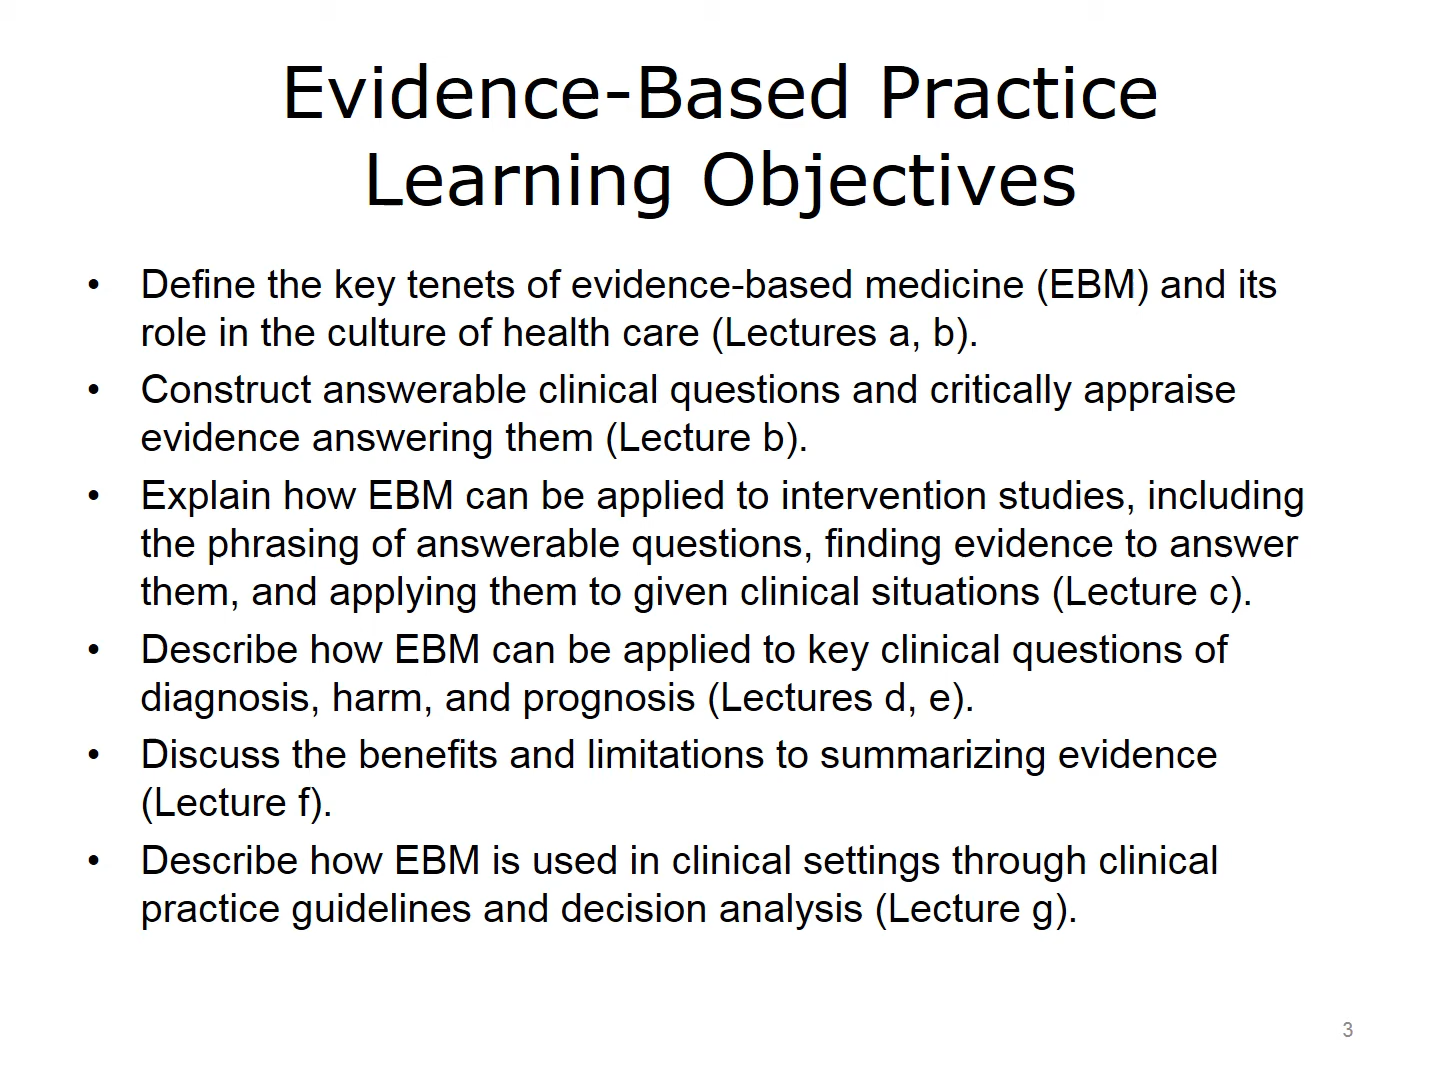 Evidence-Based Practice
Learning Objectives
• Define the key tenets of evidence-based medicine (EBM) and its
role in the culture of health care (Lectures a, b).
• Construct answerable clinical questions and critically appraise
evidence answering them (Lecture b).
• Explain how EBM can be applied to intervention studies, including
the phrasing of answerable questions, finding evidence to answer
them, and applying them to given clinical situations (Lecture c).
• Describe how EBM can be applied to key clinical questions of
diagnosis, harm, and prognosis (Lectures d, e).
• Discuss the benefits and limitations to summarizing evidence
(Lecture f).
• Describe how EBM is used in clinical settings through clinical
practice guidelines and decision analysis (Lecture g).
3